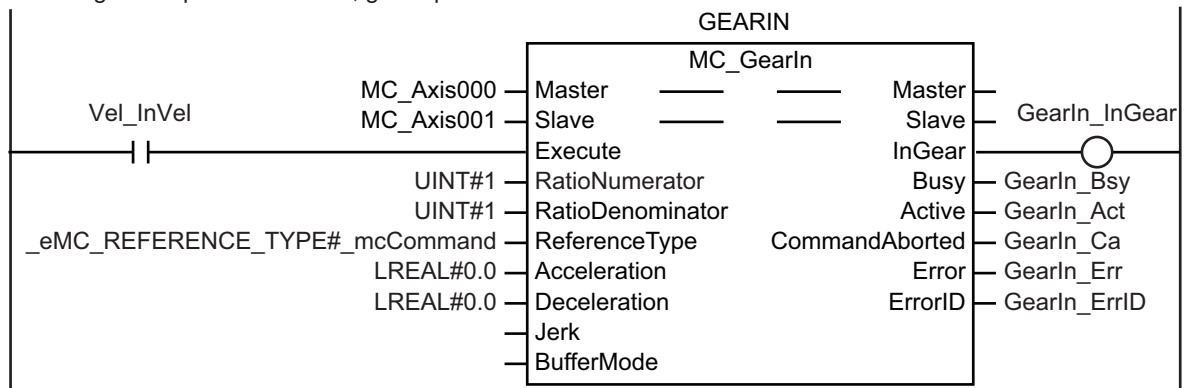 GEARIN
MC_GearIn
MC_Axis000 Master Master
Vel_InVel MC_Axis001 Slave Slave GearIn_InGear
Execute InGear
UINT#1 RatioNumerator Busy GearIn_Bsy
UINT#1 RatioDenominator Active GearIn_Act
_eMC_REFERENCE_TYPE#_mcCommand ReferenceType CommandAborted GearIn_Ca
LREAL#0.0 Acceleration Error GearIn_Err
LREAL#0.0 Deceleration ErrorID GearIn_ErrID
Jerk
BufferMode